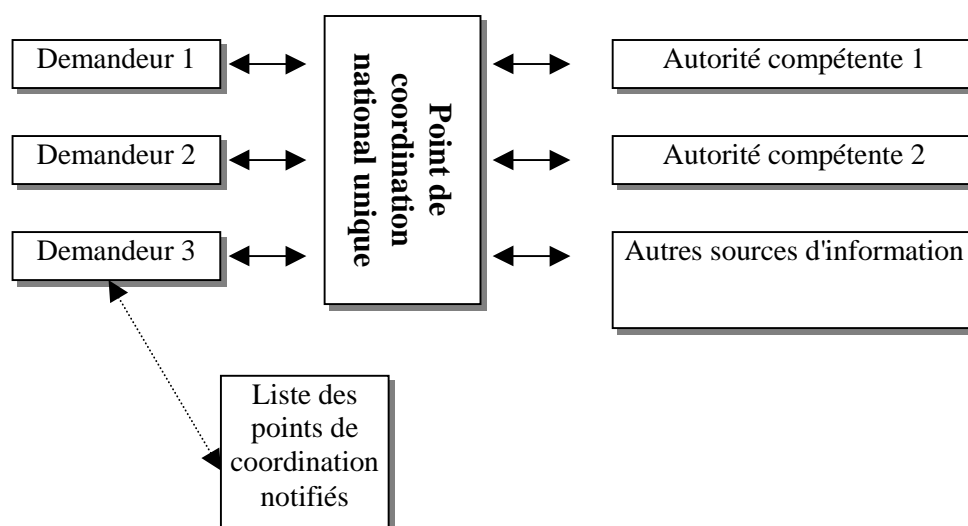 Demandeur 1
Demandeur 2
Demandeur 3
Point de
coordination
national unique
Autorité compétente 1
Autorité compétente 2
Autres sources d'information
Liste des
points de
coordination
notifiés